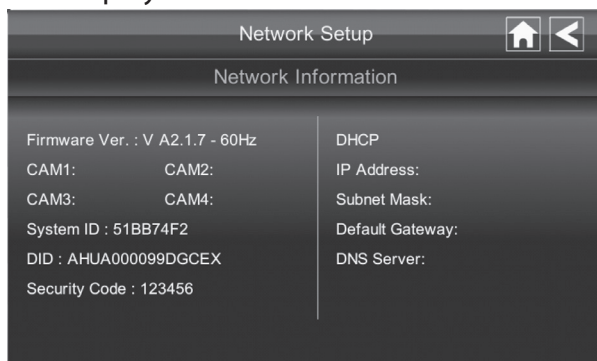 Network Setup
Network Information
Firmware Ver. : V A2.1.7 - 60Hz
CAM1: CAM2:
CAM3: CAM4:
System ID : 51BB74F2
DID : AHUA000099DGCEX
Security Code : 123456
DHCP
IP Address:
Subnet Mask:
Default Gateway:
DNS Server: